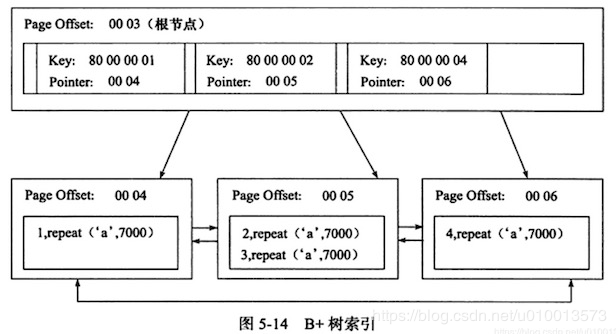 Page Offset: 00 03（根节点）
Key: 80 00 00 01
Pointer: 00 04
Key: 80 00 00 02
Pointer: 00 05
Key: 80 00 00 04
Pointer: 00 06
Page Offset: 00 04
1,repeat（‘a’,7000）
Page Offset: 00 05
2,repeat（‘a’,7000）
3,repeat（‘a’,7000）
Page Offset: 00 06
4,repeat（‘a’,7000）
图 5-14 B+ 树索引
https://blog.csdn.net/u010013573